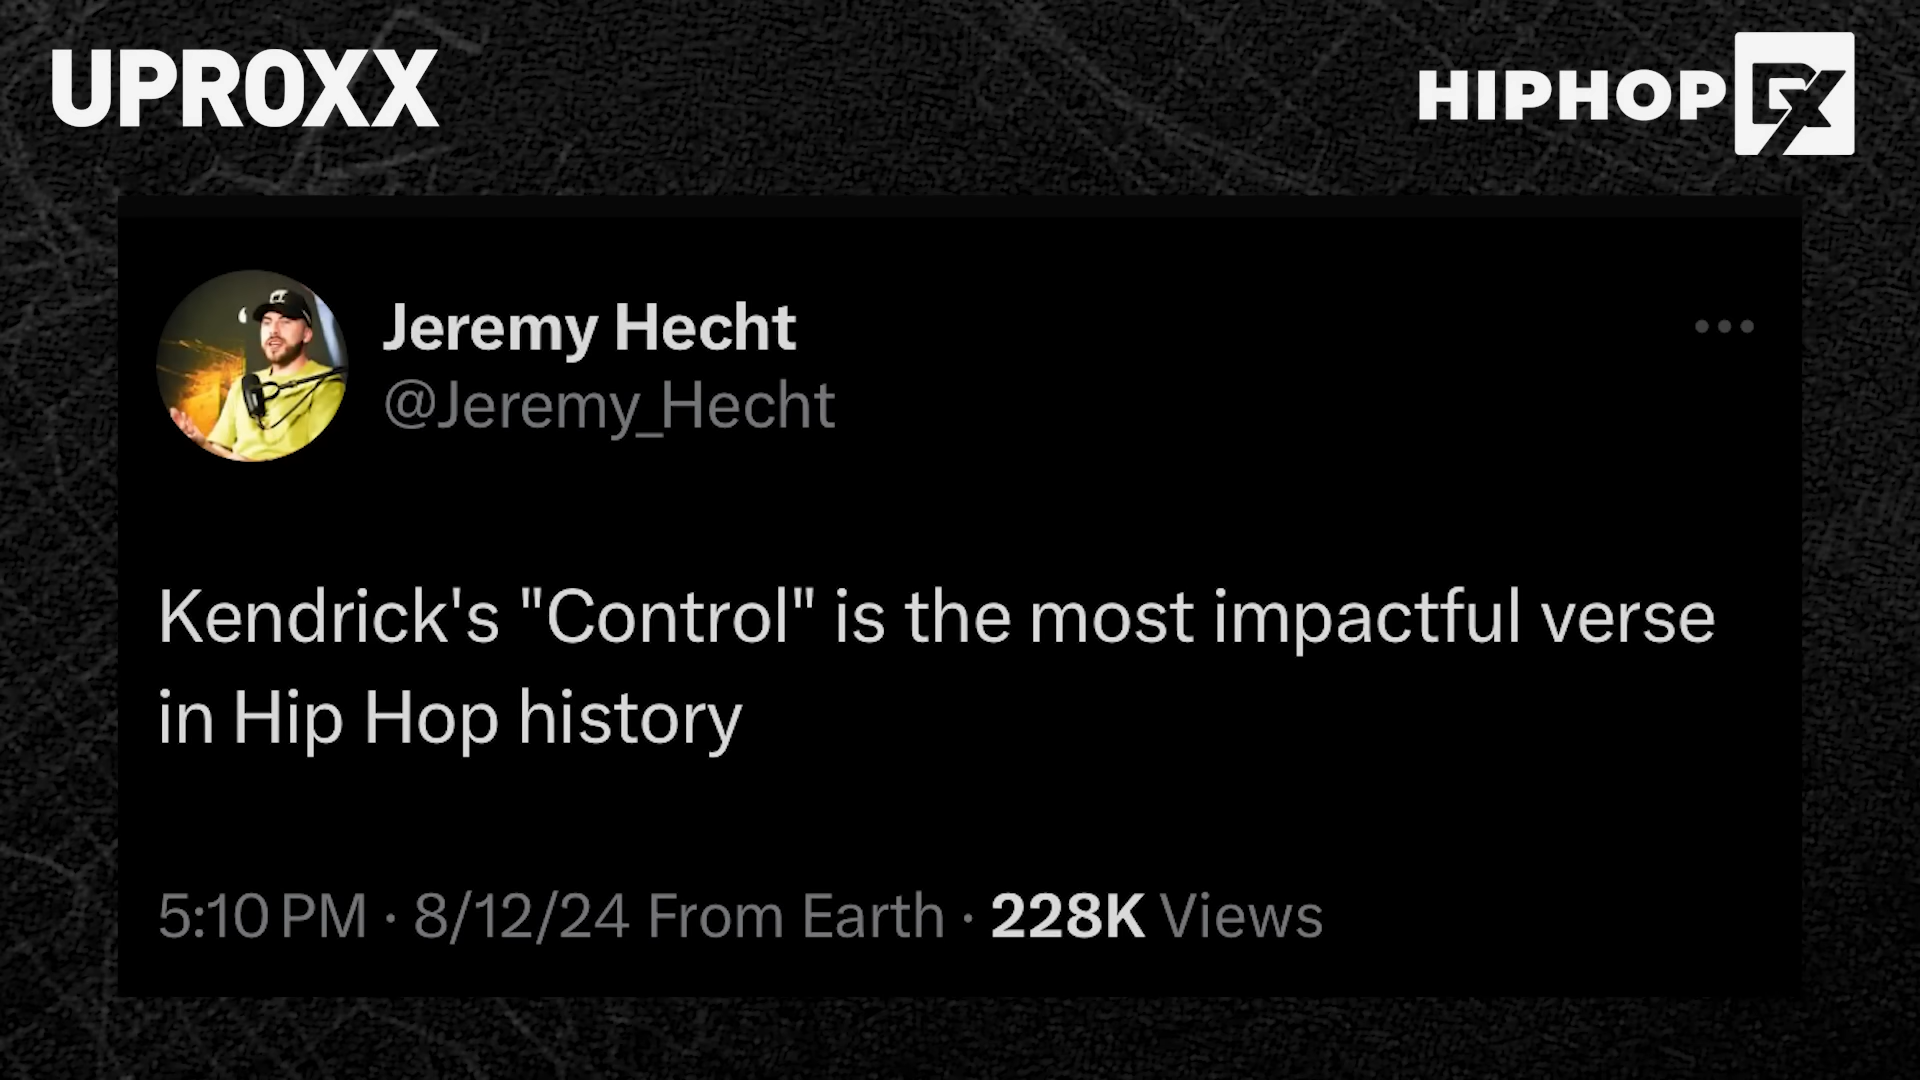 UPROXX
HIPHOP
Jeremy Hecht
@Jeremy_Hecht
Kendrick's "Control" is the most impactful verse
in Hip Hop history
5:10 PM · 8/12/24 From Earth · 228K Views